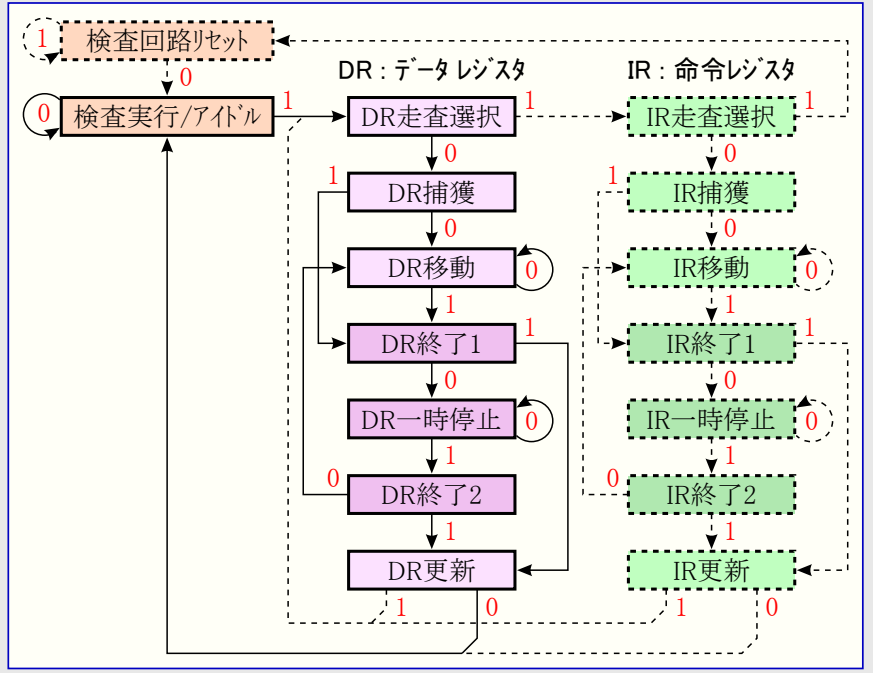 1
検査回路リセット
0
DR : データ レジスタ
IR : 命令レジスタ
0
検査実行/アイドル
1
DR走査選択
1
IR走査選択
1
0
0
1
DR捕獲
1
IR捕獲
0
0
DR移動
0
IR移動
0
1
1
DR終了1
1
IR終了1
1
0
0
DR一時停止
0
IR一時停止
0
1
1
0
DR終了2
0
IR終了2
1
1
DR更新
IR更新
1
0
1
0